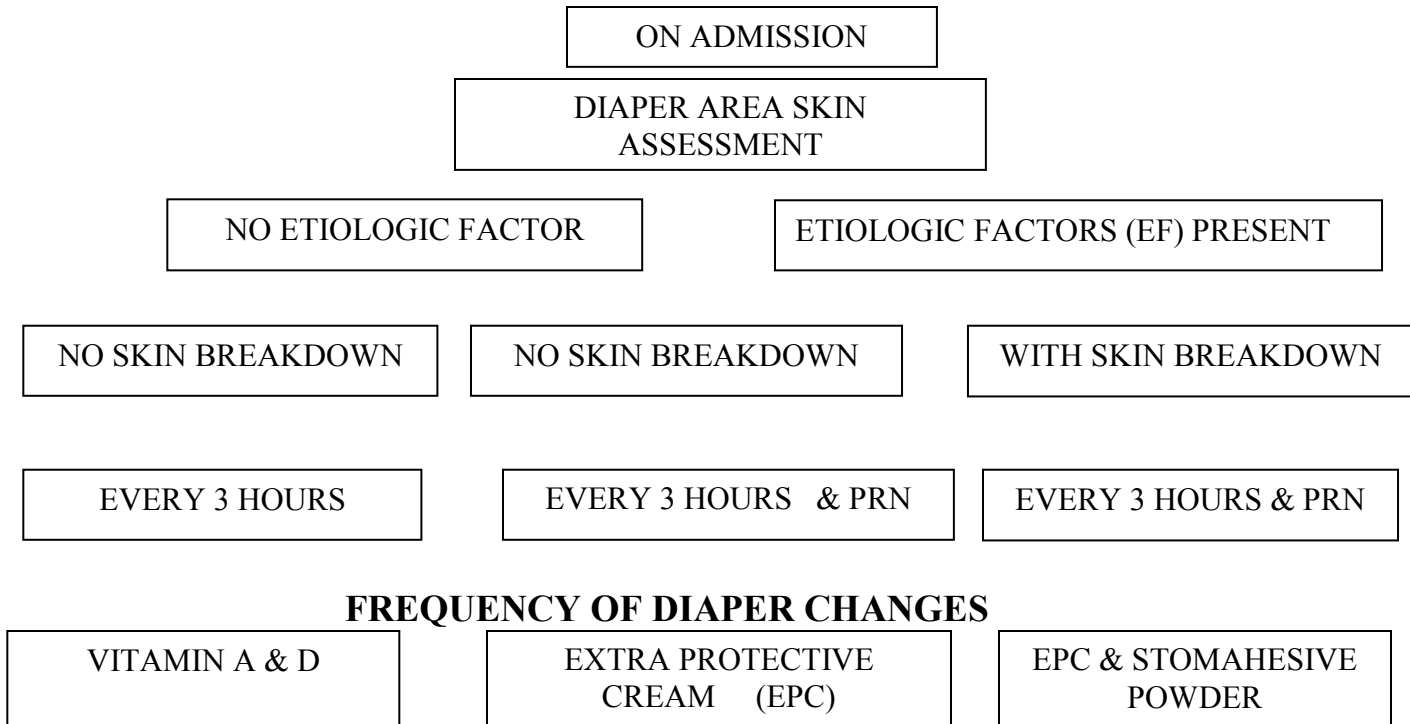 ON ADMISSION
DIAPER AREA SKIN
ASSESSMENT
NO ETIOLOGIC FACTOR
ETIOLOGIC FACTORS (EF) PRESENT
NO SKIN BREAKDOWN
NO SKIN BREAKDOWN
WITH SKIN BREAKDOWN
EVERY 3 HOURS
EVERY 3 HOURS & PRN
EVERY 3 HOURS & PRN
FREQUENCY OF DIAPER CHANGES
VITAMIN A & D
EXTRA PROTECTIVE
CREAM (EPC)
EPC & STOMAHESIVE
POWDER